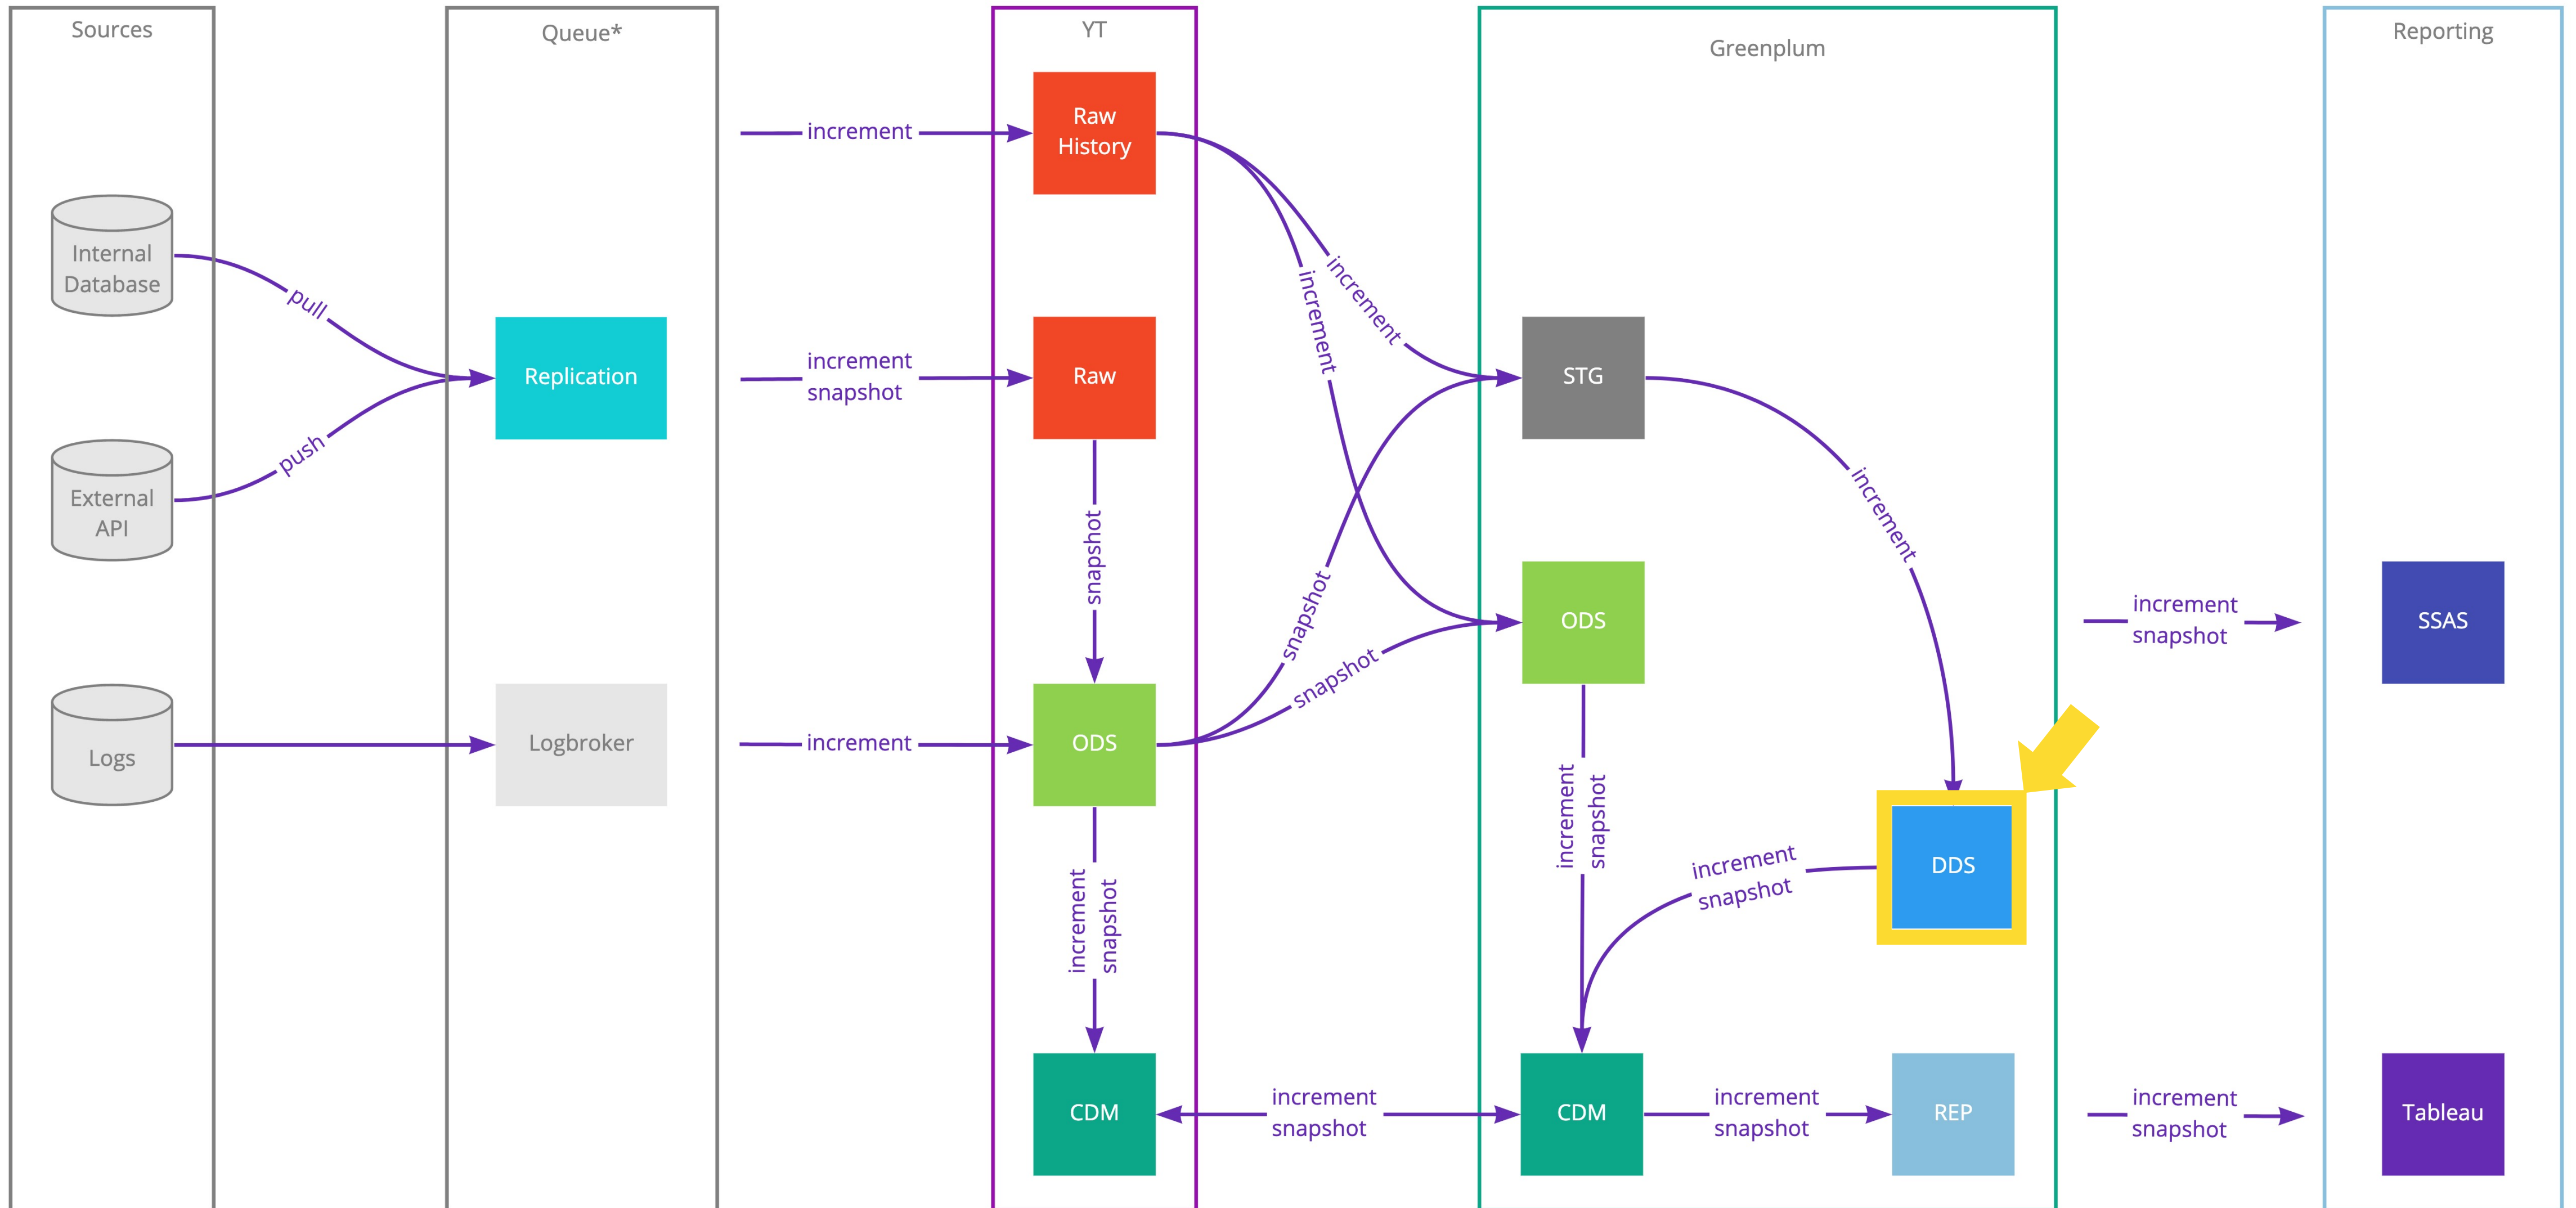 Sources
Queue*
YT
Greenplum
Reporting
Raw
History
increment
Internal
Database
pull
increment
increment
Replication
increment
snapshot
Raw
STG
push
External
API
snapshot
increment
snapshot
snapshot
ODS
increment
snapshot
SSAS
Logs
Logbroker
increment
ODS
increment
snapshot
DDS
increment
snapshot
increment
snapshot
CDM
increment
snapshot
CDM
increment
snapshot
REP
increment
snapshot
Tableau